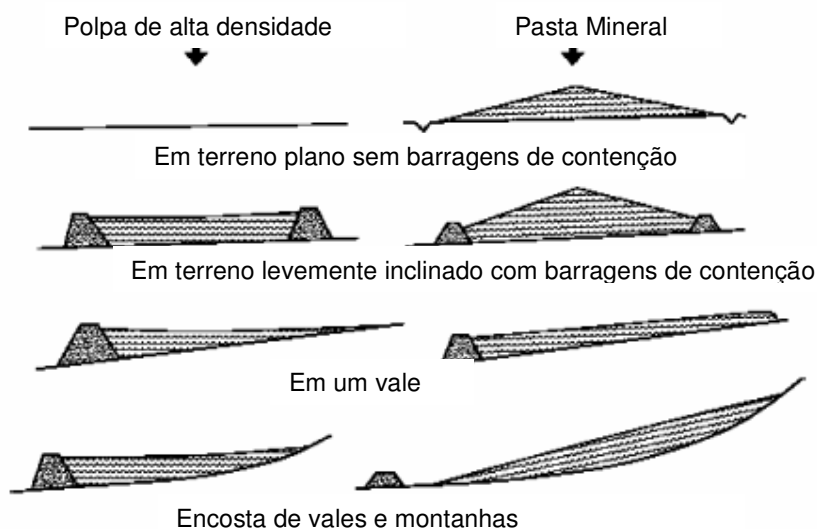 Polpa de alta densidade
Pasta Mineral
Em terreno plano sem barragens de contenção
Em terreno levemente inclinado com barragens de contenção
Em um vale
Encosta de vales e montanhas